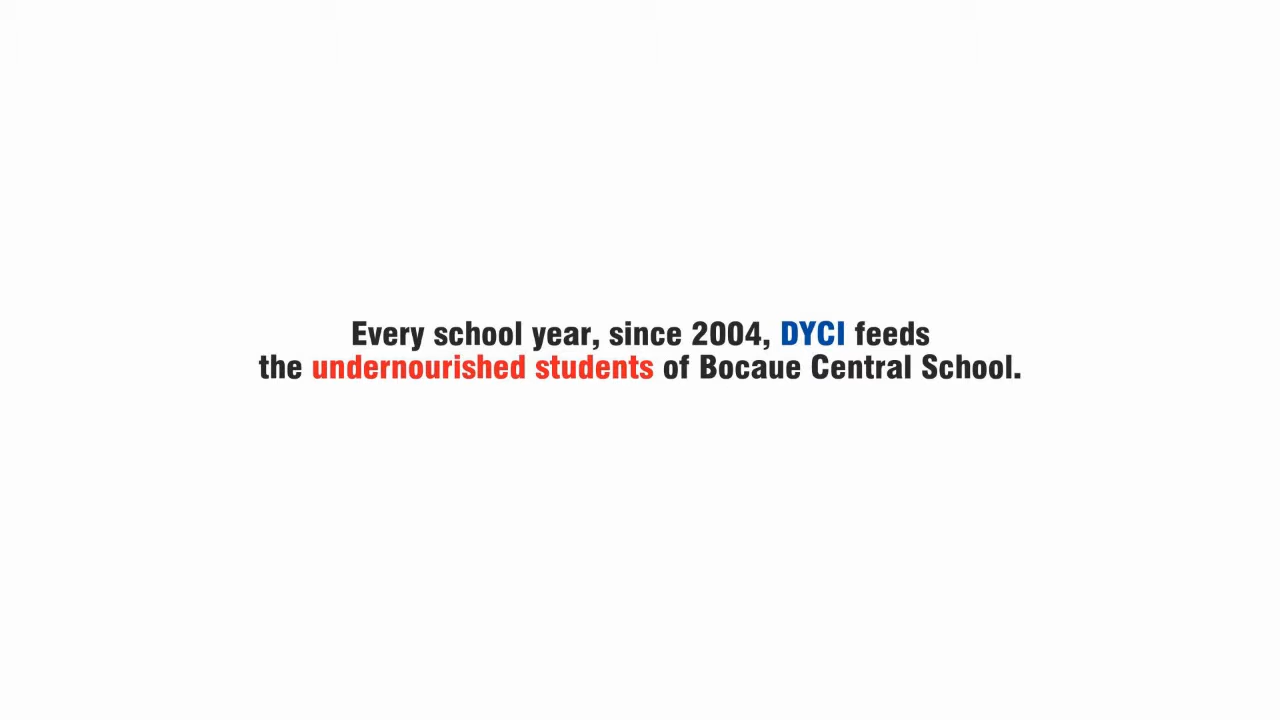 Every school year, since 2004, DYCI feeds
the undernourished students of Bocaue Central School.